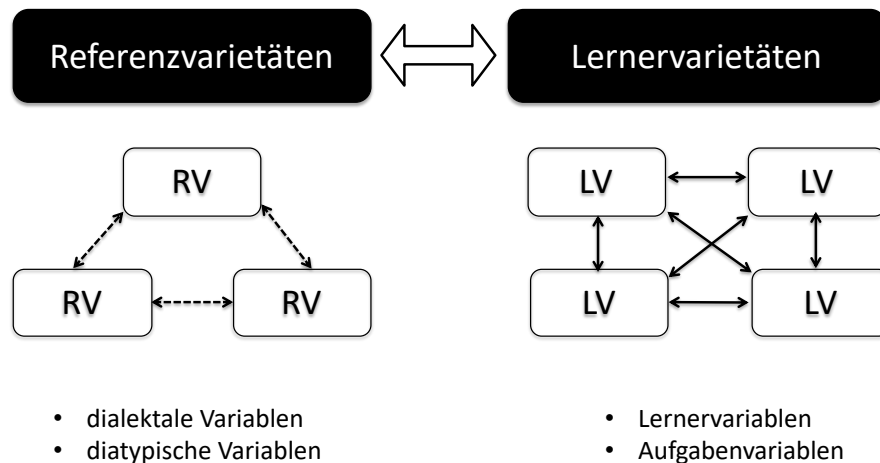 Referenzvarietäten
Lernervarietäten
RV
RV
RV
LV
LV
LV
LV
• dialektale Variablen
• diatypische Variablen
• Lernervariablen
• Aufgabenvariablen